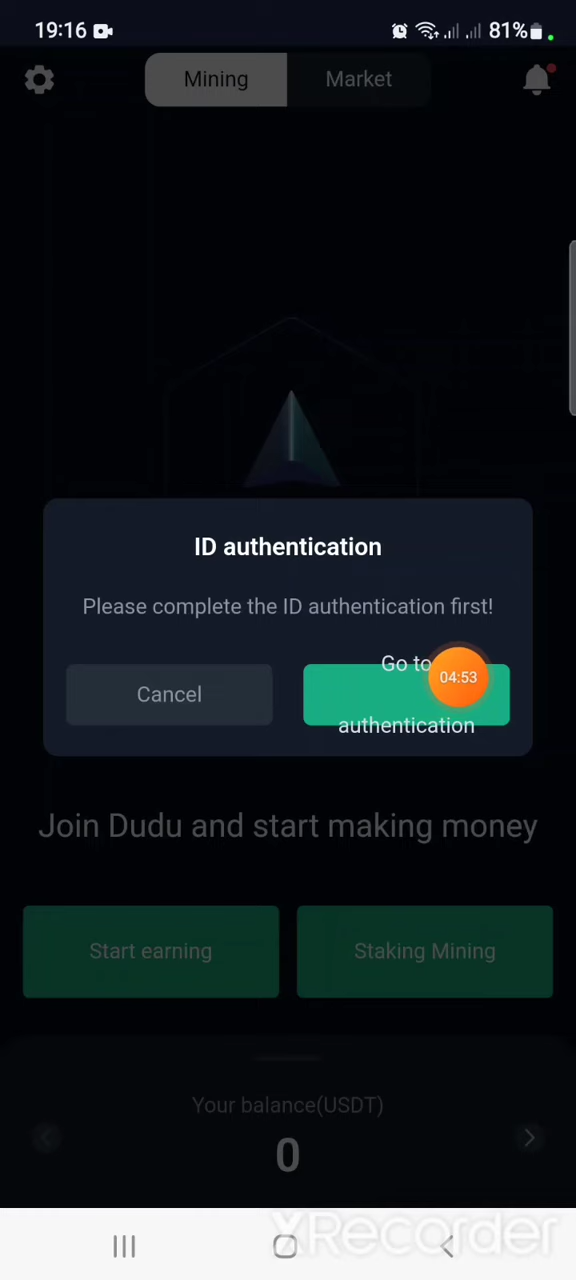 19:16
81%
Mining
Market
ID authentication
Please complete the ID authentication first!
Cancel
Go to
04:53
authentication
Join Dudu and start making money
Start earning
Staking Mining
Your balance(USDT)
0
XRecorder